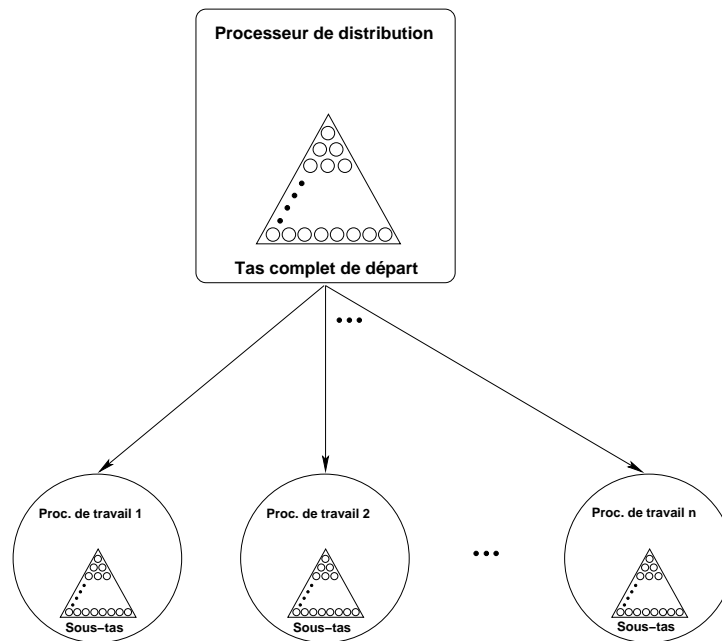 Processeur de distribution
Tas complet de départ
Proc. de travail 1
Proc. de travail 2
Proc. de travail n
Sous−tas
Sous−tas
Sous−tas